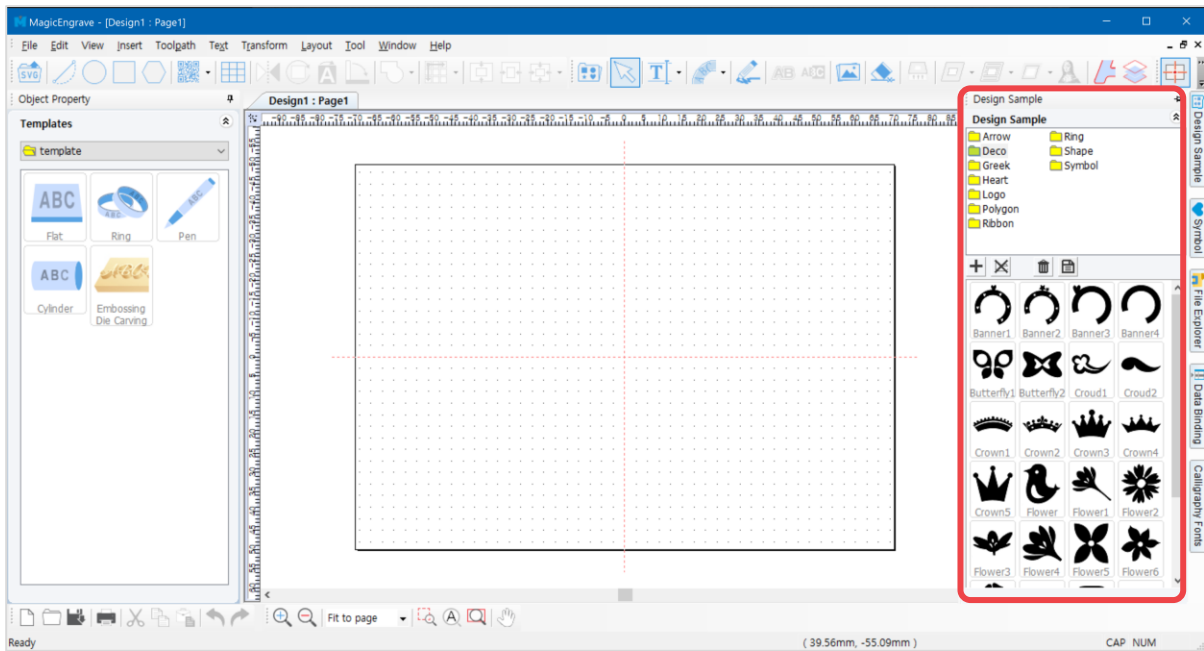 MagicEngrave - [Design1 : Page1]
File Edit View Insert Toolpath Text Transform Layout Tool Window Help
SVG
Object Property
Templates
template
ABC
Flat
Ring
Pen
ABC
Cylinder
Embossing
Die Carving
Design1 : Page1
Design Sample
Design Sample
Arrow
Deco
Greek
Heart
Logo
Polygon
Ribbon
Ring
Shape
Symbol
Banner1 Banner2 Banner3 Banner4
Butterfly1 Butterfly2 Croud1 Croud2
Crown1 Crown2 Crown3 Crown4
Crown5 Flower Flower1 Flower2
Flower3 Flower4 Flower5 Flower6
Design Sample
Symbol
File Explorer
Data Binding
Calligraphy Fonts
Fit to page
Ready
( 39.56mm, -55.09mm )
CAP NUM